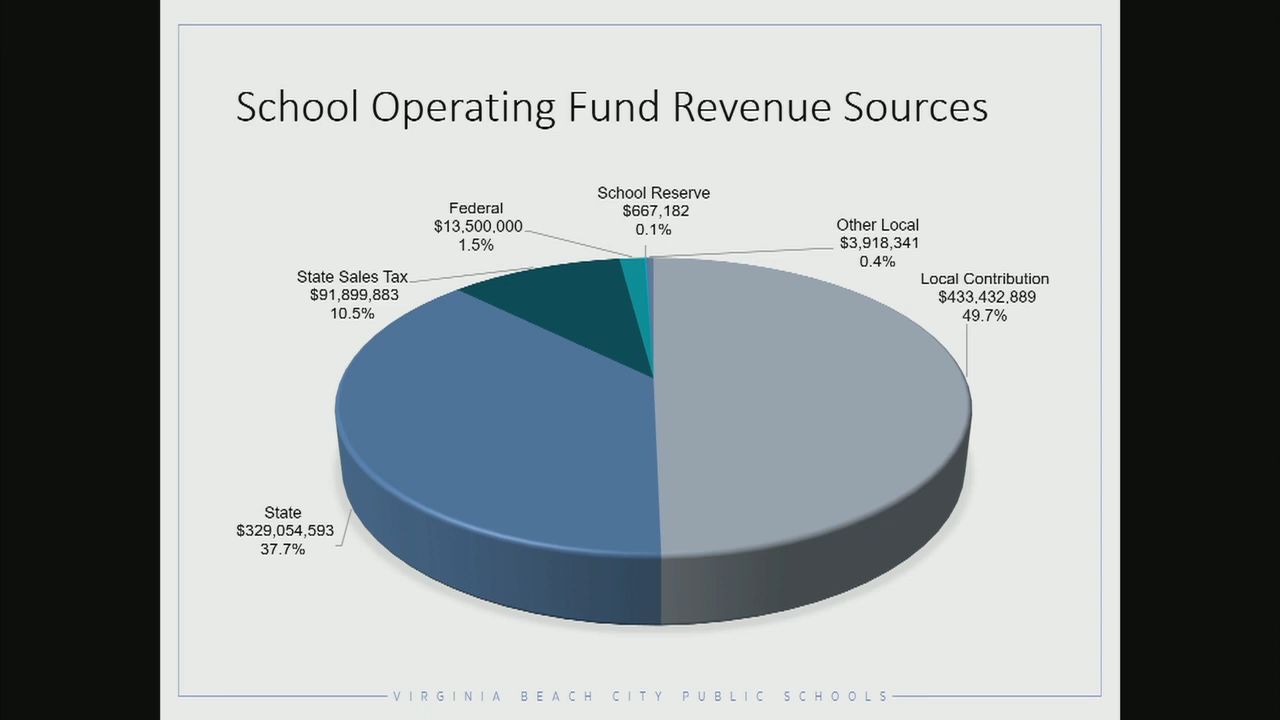 School Operating Fund Revenue Sources
School Reserve
$667,182
0.1%
Federal
$13,500,000
1.5%
Other Local
$3,918,341
0.4%
State Sales Tax
$91,899,883
10.5%
Local Contribution
$433,432,889
49.7%
State
$329,054,593
37.7%
VIRGINIA BEACH CITY PUBLIC SCHOOLS